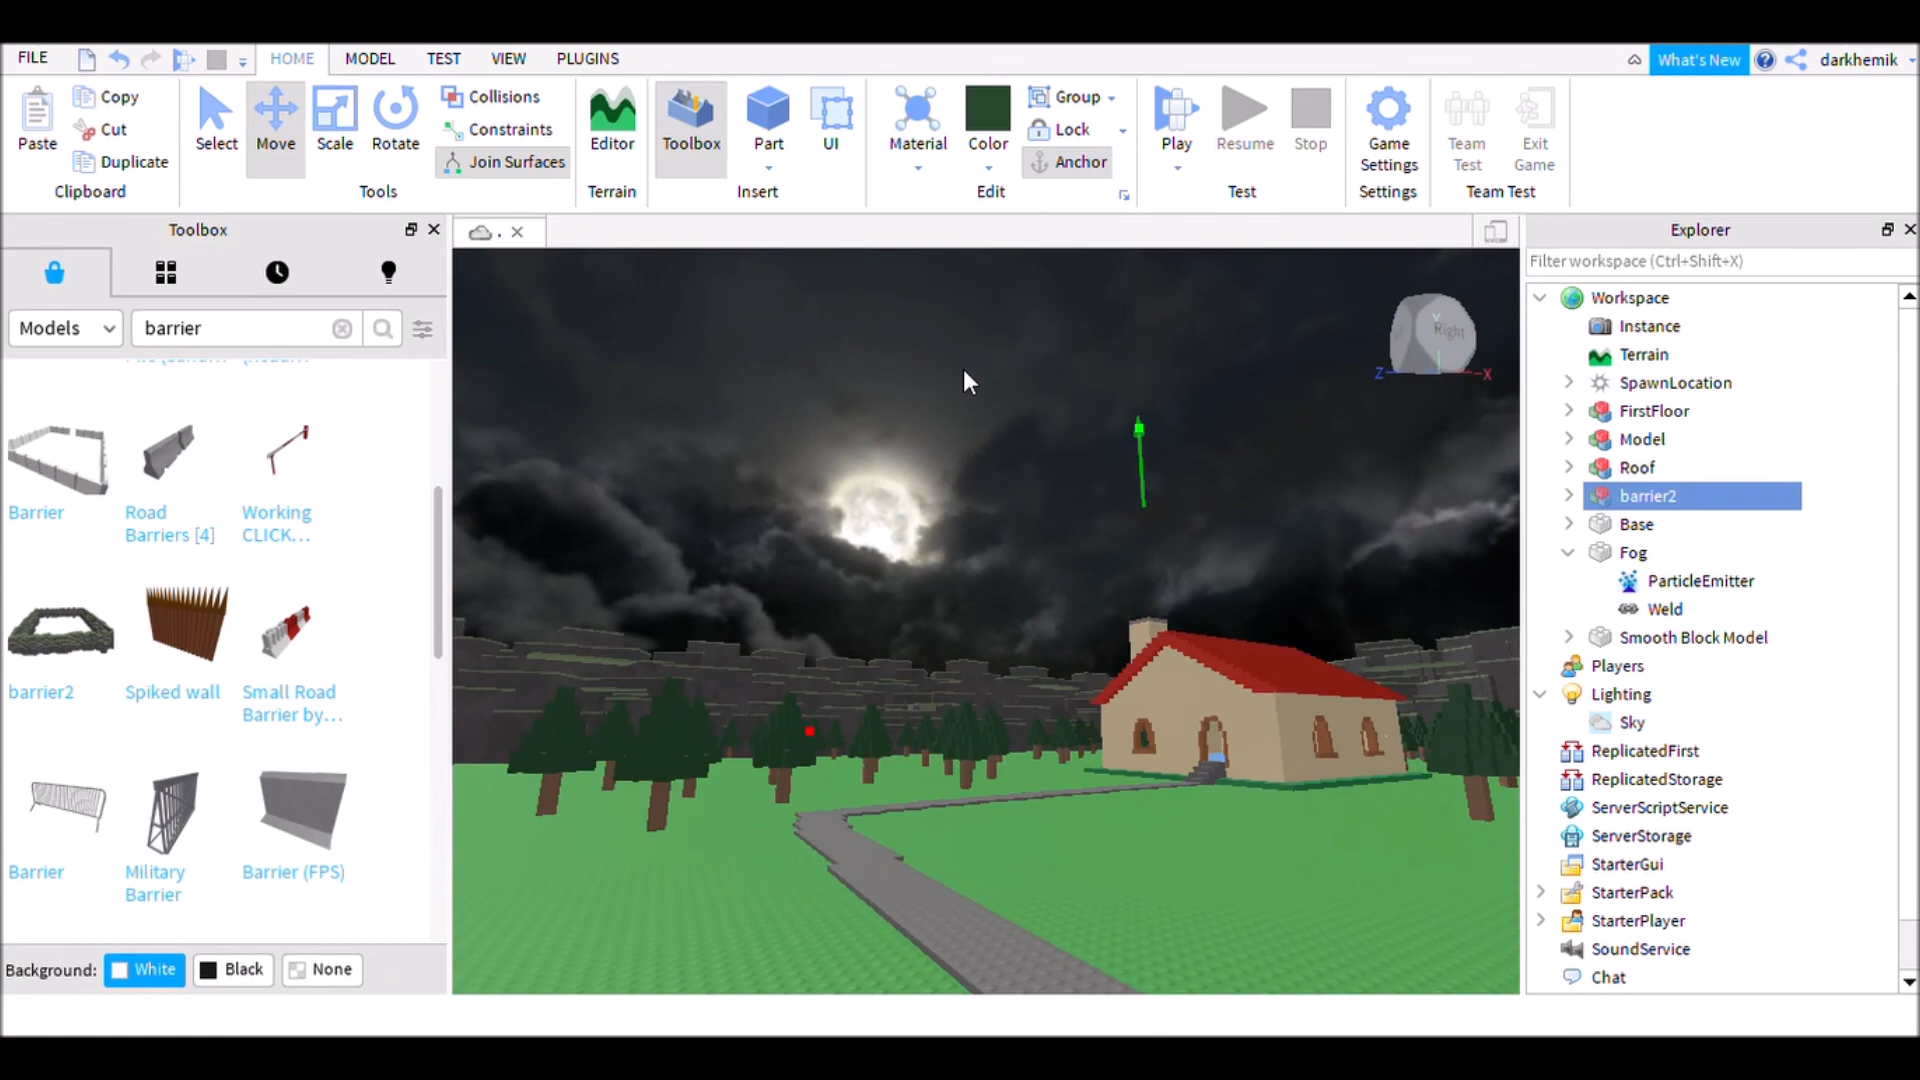 FILE
HOME
MODEL
TEST
VIEW
PLUGINS
What's New
darkhemik
Paste
Copy
Cut
Duplicate
Clipboard
Select
Move
Scale
Rotate
Collisions
Constraints
Join Surfaces
Tools
Editor
Terrain
Toolbox
Part
UI
Insert
Material
Color
Group
Lock
Anchor
Edit
Play
Resume
Stop
Test
Game
Settings
Settings
Team
Test
Exit
Game
Team Test
Toolbox
Models
barrier
Barrier
Road
Barriers [4]
Working
CLICK...
barrier2
Spiked wall
Small Road
Barrier by...
Barrier
Military
Barrier
Barrier (FPS)
Background:
White
Black
None
.
Right
Y
Z
-X
Explorer
Filter workspace (Ctrl+Shift+X)
Workspace
Instance
Terrain
SpawnLocation
FirstFloor
Model
Roof
barrier2
Base
Fog
ParticleEmitter
Weld
Smooth Block Model
Players
Lighting
Sky
ReplicatedFirst
ReplicatedStorage
ServerScriptService
ServerStorage
StarterGui
StarterPack
StarterPlayer
SoundService
Chat